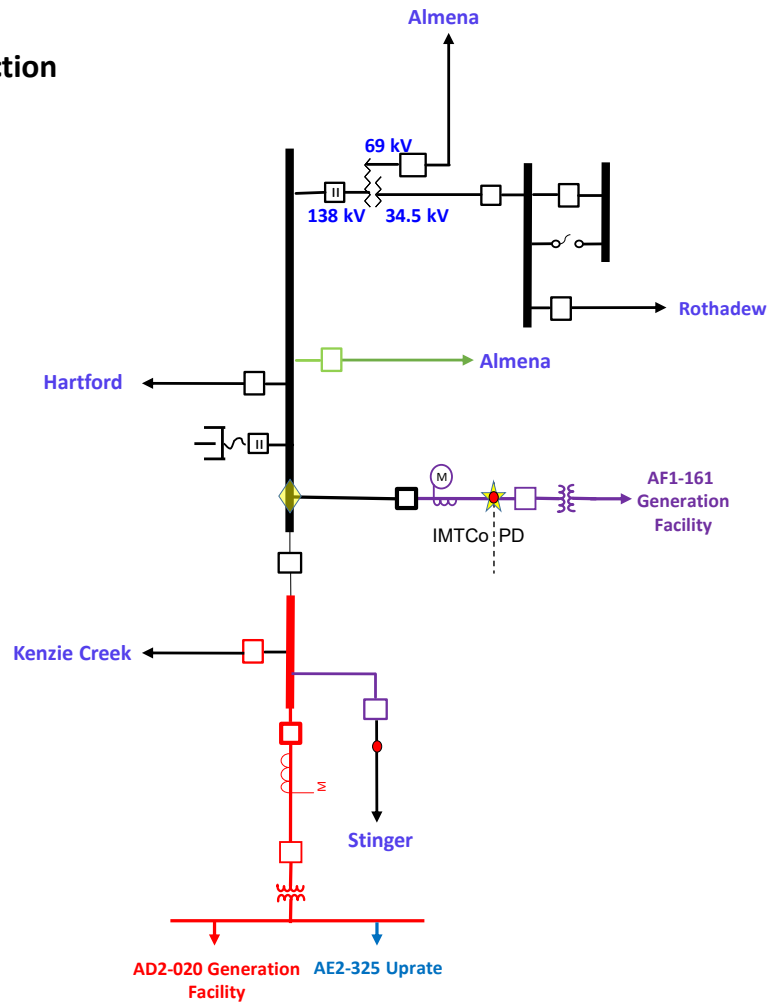 Almena
ction
69 kV
138 kV
34.5 kV
Rothadew
Almena
Hartford
M
AF1-161
Generation
Facility
IMTCo
PD
Kenzie Creek
M
Stinger
AD2-020 Generation
Facility
AE2-325 Uprate